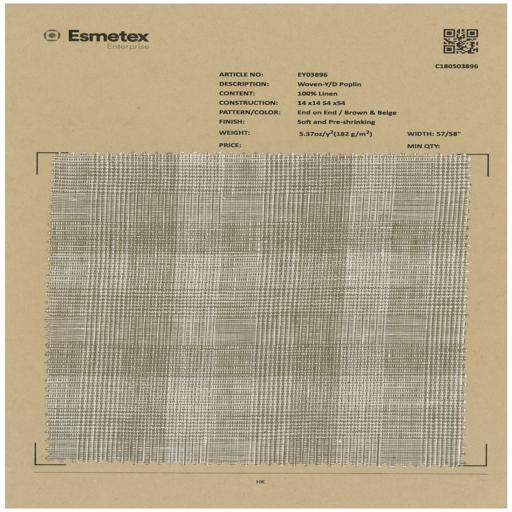 Esmetex
Enterprise
C180503896
ARTICLE NO: EY03896
DESCRIPTION: Woven-Y/D Poplin
CONTENT: 100% Linen
CONSTRUCTION: 14 x14 54 x54
PATTERN/COLOR: End on End / Brown & Beige
FINISH: Soft and Pre-shrinking
WEIGHT: 5.37oz/y²(182 g/m²) WIDTH: 57/58"
PRICE: MIN QTY:
HK